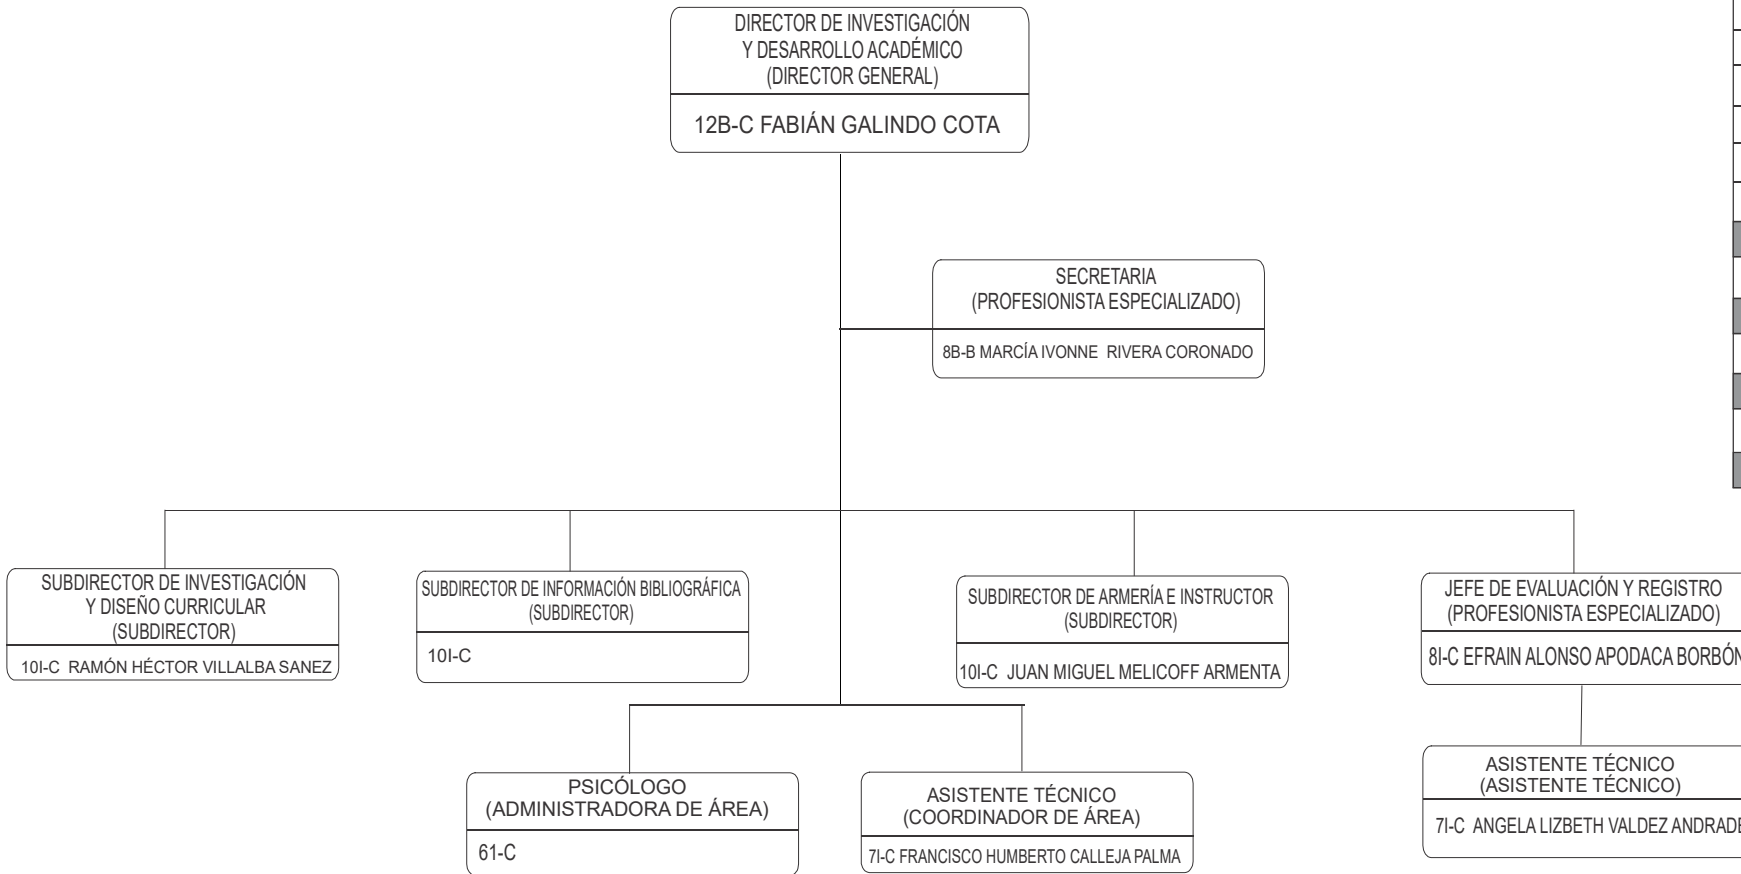 DIRECTOR DE INVESTIGACIÓN
Y DESARROLLO ACADÉMICO
(DIRECTOR GENERAL)
12B-C FABIÁN GALINDO COTA
SECRETARIA
(PROFESIONISTA ESPECIALIZADO)
8B-B MARCÍA IVONNE RIVERA CORONADO
SUBDIRECTOR DE INVESTIGACIÓN
Y DISEÑO CURRICULAR
(SUBDIRECTOR)
10I-C RAMÓN HÉCTOR VILLALBA SANEZ
SUBDIRECTOR DE INFORMACIÓN BIBLIOGRÁFICA
(SUBDIRECTOR)
10I-C
SUBDIRECTOR DE ARMERÍA E INSTRUCTOR
(SUBDIRECTOR)
10I-C JUAN MIGUEL MELICOFF ARMENTA
JEFE DE EVALUACIÓN Y REGISTRO
(PROFESIONISTA ESPECIALIZADO)
8I-C EFRAIN ALONSO APODACA BORBÓN
PSICÓLOGO
(ADMINISTRADORA DE ÁREA)
61-C
ASISTENTE TÉCNICO
(COORDINADOR DE ÁREA)
7I-C FRANCISCO HUMBERTO CALLEJA PALMA
ASISTENTE TÉCNICO
(ASISTENTE TÉCNICO)
7I-C ANGELA LIZBETH VALDEZ ANDRADE